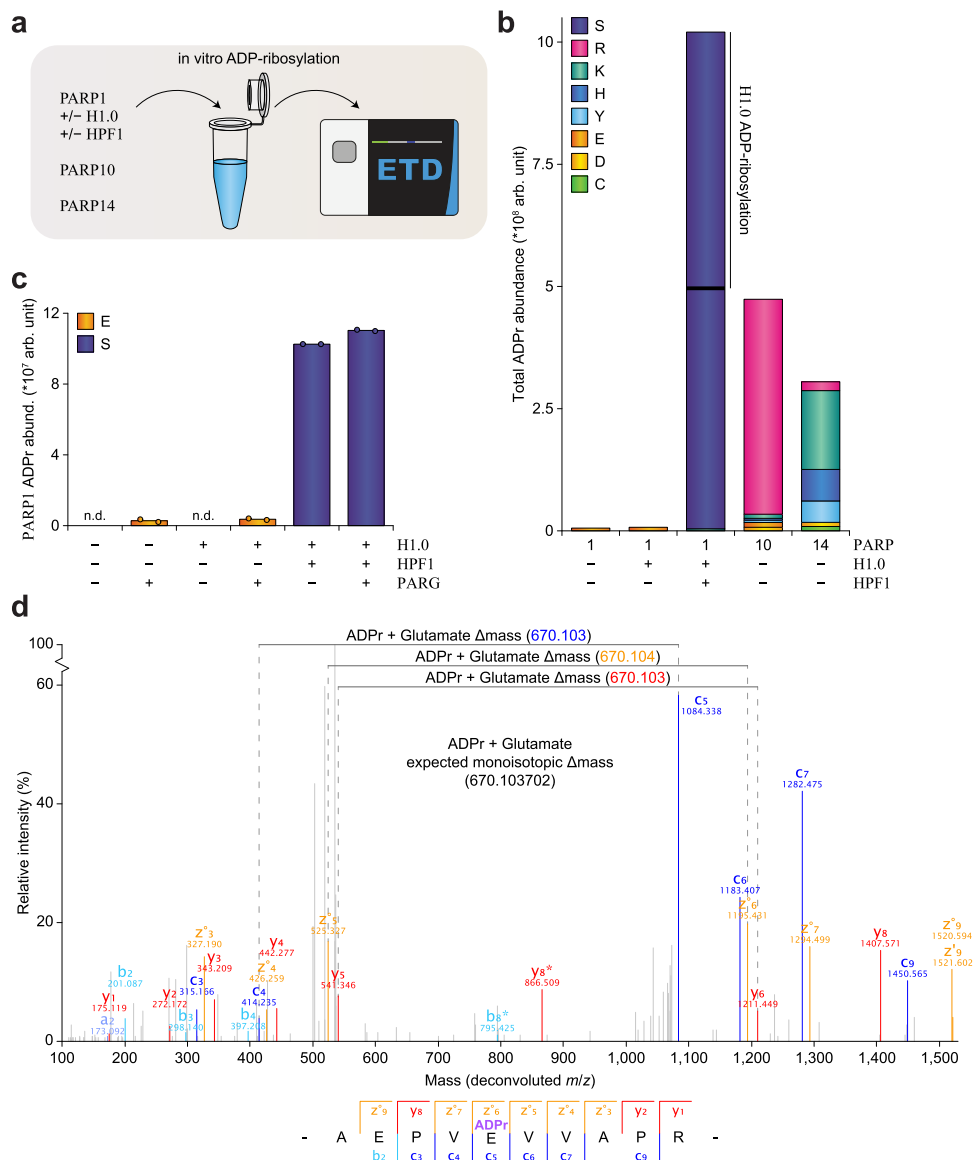 a
in vitro ADP-ribosylation
PARP1
+/− H1.0
+/− HPF1
PARP10
PARP14
ETD
b
Total ADPr abundance (*10⁸ arb. unit)
10
7.5
5
2.5
0
S
R
K
H
Y
E
D
C
H1.0 ADP-ribosylation
1 1 1 10 14 PARP
− + + − − H1.0
− − + − − HPF1
c
PARP1 ADPr abund. (*10⁷ arb. unit)
12
8
4
0
E
S
n.d. n.d.
− − + + + + H1.0
− − − − + + HPF1
− + − + − + PARG
d
Relative intensity (%)
100
60
40
20
0
ADPr + Glutamate Δmass (670.103)
ADPr + Glutamate Δmass (670.104)
ADPr + Glutamate Δmass (670.103)
ADPr + Glutamate
expected monoisotopic Δmass
(670.103702)
a₂
173.092
y₁
175.119
b₂
201.087
y₂
272.172
b₃
298.140
c₃
315.166
z°₃
327.190
y₃
343.209
b₄
397.208
c₄
414.235
z°₄
426.259
y₄
442.277
z°₅
525.327
y₅
541.346
b₈*
795.425
y₈*
866.509
c₅
1084.338
c₆
1183.407
z°₆
1195.431
y₆
1211.449
c₇
1282.475
z°₇
1294.499
y₈
1407.571
c₉
1450.565
z°₉
1520.594
z'₉
1521.602
100 200 300 400 500 600 700 800 900 1,000 1,100 1,200 1,300 1,400 1,500
Mass (deconvoluted m/z)
z°₉ y₈ z°₇ z°₆ z°₅ z°₄ z°₃ y₂ y₁
ADPr
- A E P V E V V A P R -
b₂ c₃ c₄ c₅ c₆ c₇ c₉